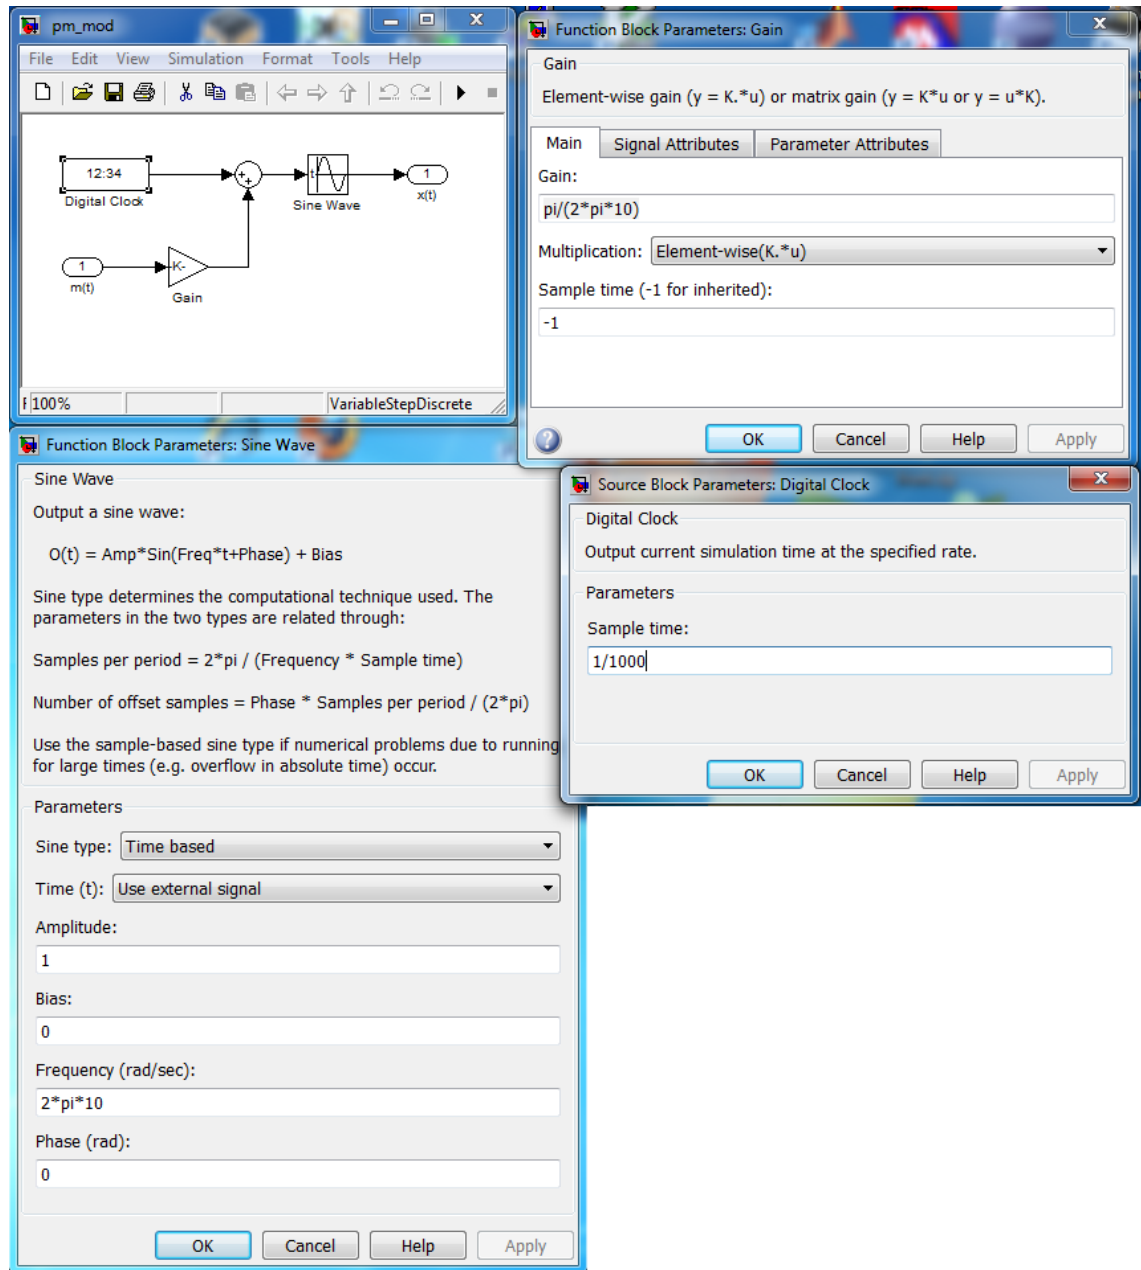 pm_mod
File Edit View Simulation Format Tools Help
12:34
Digital Clock
Sine Wave
1
x(t)
1
m(t)
-K-
Gain
100%
VariableStepDiscrete
Function Block Parameters: Gain
Gain
Element-wise gain (y = K.*u) or matrix gain (y = K*u or y = u*K).
Main Signal Attributes Parameter Attributes
Gain:
pi/(2*pi*10)
Multiplication: Element-wise(K.*u)
Sample time (-1 for inherited):
-1
OK Cancel Help Apply
Function Block Parameters: Sine Wave
Sine Wave
Output a sine wave:
O(t) = Amp*Sin(Freq*t+Phase) + Bias
Sine type determines the computational technique used. The
parameters in the two types are related through:
Samples per period = 2*pi / (Frequency * Sample time)
Number of offset samples = Phase * Samples per period / (2*pi)
Use the sample-based sine type if numerical problems due to running
for large times (e.g. overflow in absolute time) occur.
Parameters
Sine type: Time based
Time (t): Use external signal
Amplitude:
1
Bias:
0
Frequency (rad/sec):
2*pi*10
Phase (rad):
0
OK Cancel Help Apply
Source Block Parameters: Digital Clock
Digital Clock
Output current simulation time at the specified rate.
Parameters
Sample time:
1/1000
OK Cancel Help Apply